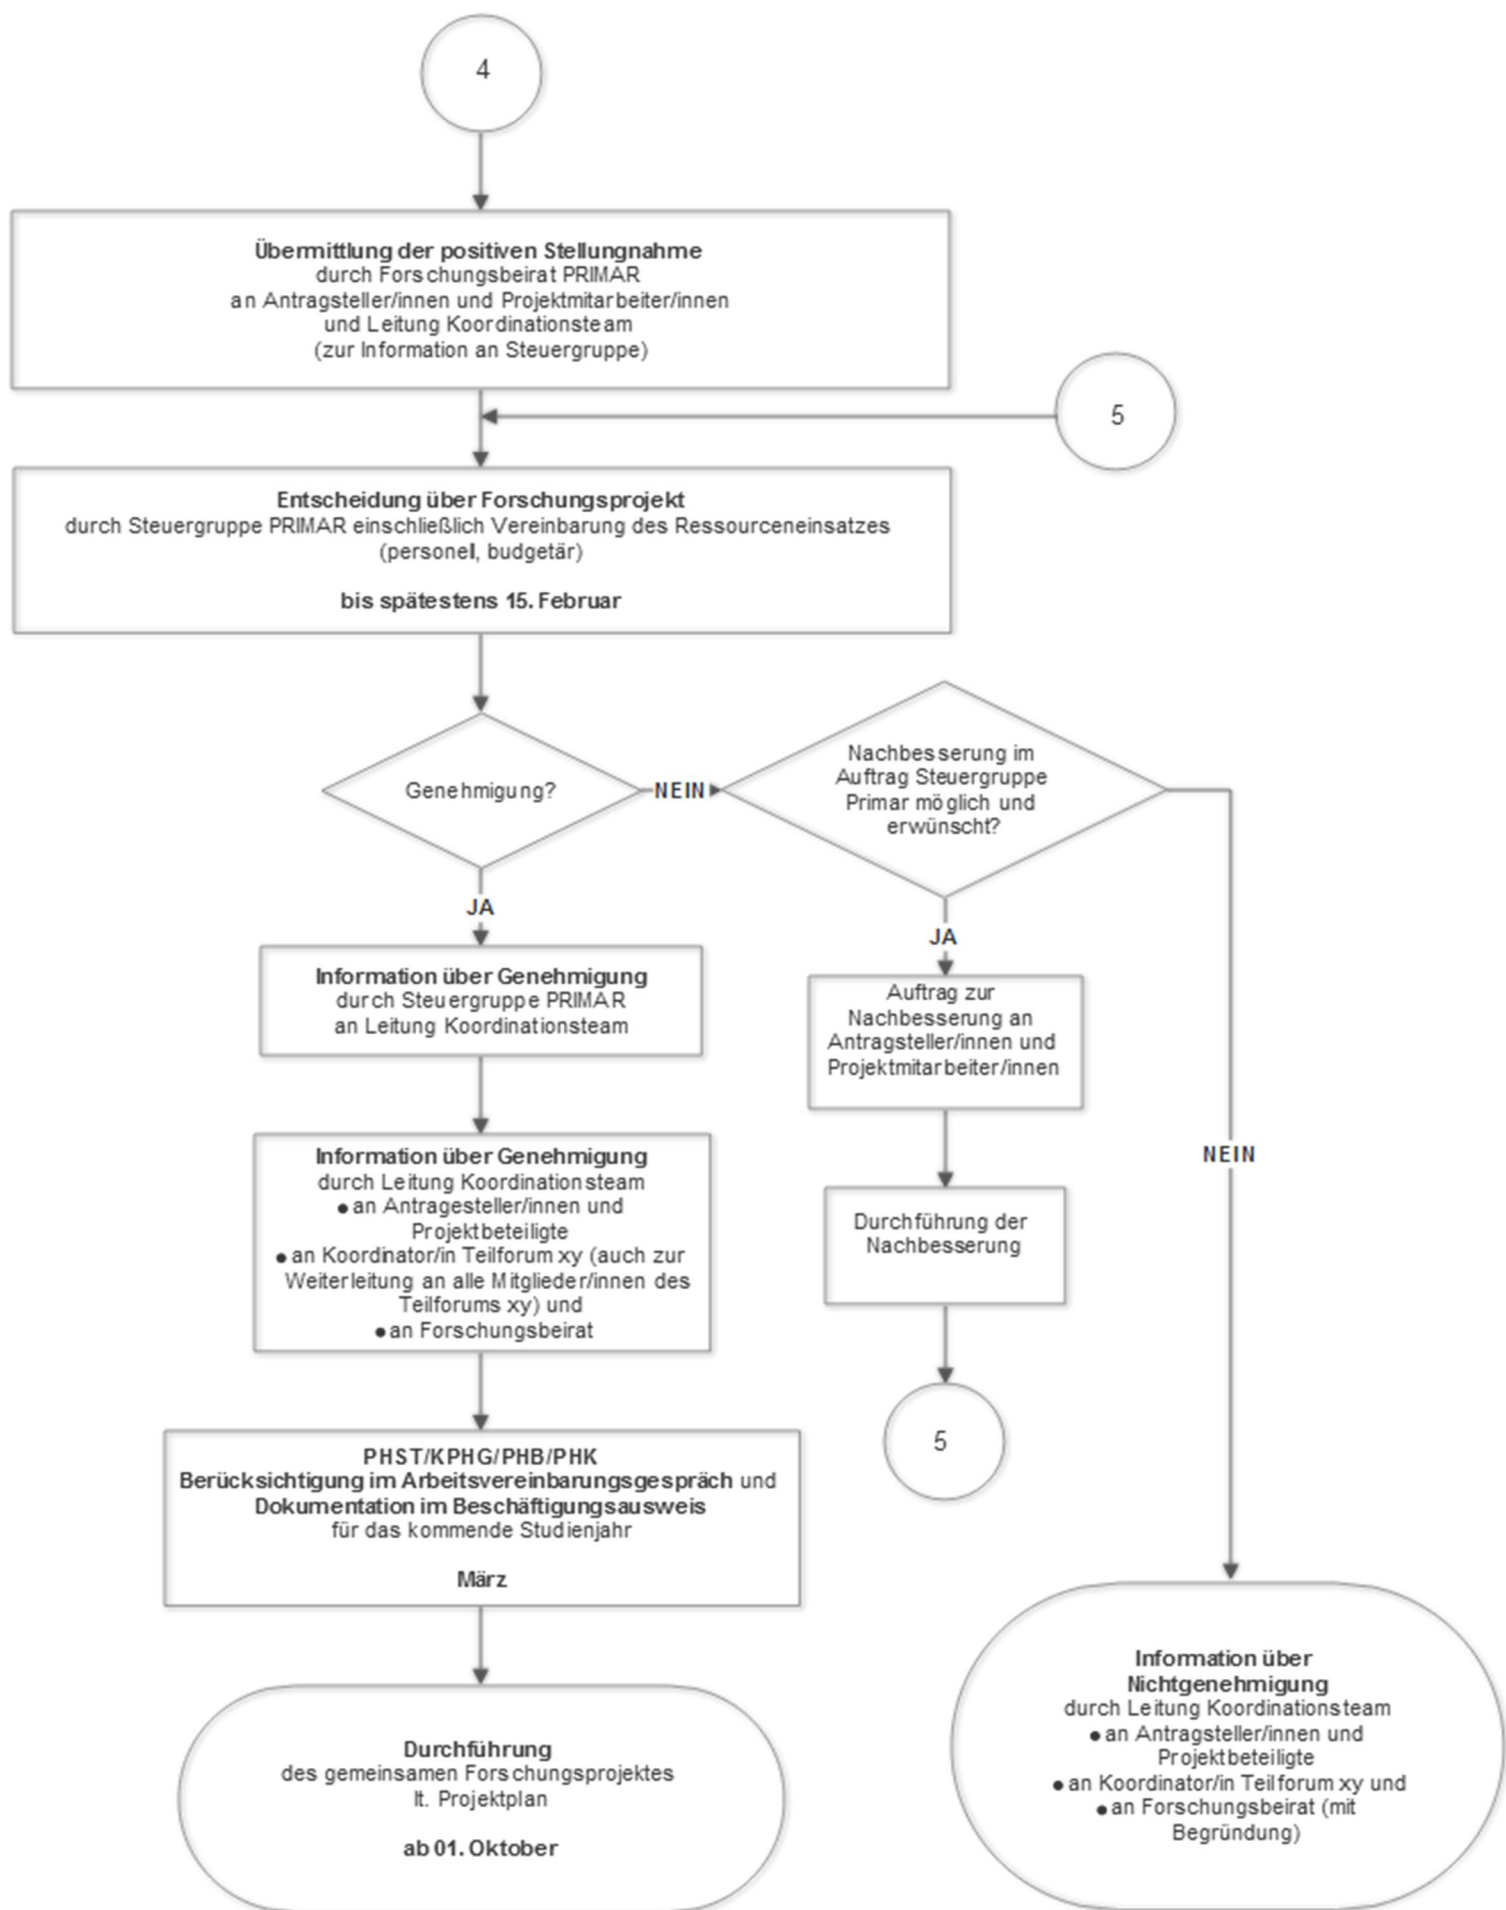 4
Übermittlung der positiven Stellungnahme
durch Forschungsbeirat PRIMAR
an Antragsteller/innen und Projektmitarbeiter/innen
und Leitung Koordinationsteam
(zur Information an Steuergruppe)
5
Entscheidung über Forschungsprojekt
durch Steuergruppe PRIMAR einschließlich Vereinbarung des Ressourceneinsatzes
(personell, budgetär)
bis spätestens 15. Februar
Genehmigung?
NEIN
Nachbesserung im
Auftrag Steuergruppe
Primar möglich und
erwünscht?
JA
Information über Genehmigung
durch Steuergruppe PRIMAR
an Leitung Koordinationsteam
JA
Auftrag zur
Nachbesserung an
Antragsteller/innen und
Projektmitarbeiter/innen
NEIN
Information über Genehmigung
durch Leitung Koordinationsteam
● an Antragesteller/innen und
Projektbeteiligte
● an Koordinator/in Teilforum xy (auch zur
Weiterleitung an alle Mitglieder/innen des
Teilforums xy) und
● an Forschungsbeirat
Durchführung der
Nachbesserung
5
PHST/KPHG/PHB/PHK
Berücksichtigung im Arbeitsvereinbarungsgespräch und
Dokumentation im Beschäftigungsausweis
für das kommende Studienjahr
März
Durchführung
des gemeinsamen Forschungsprojektes
lt. Projektplan
ab 01. Oktober
Information über
Nichtgenehmigung
durch Leitung Koordinationsteam
● an Antragsteller/innen und
Projektbeteiligte
● an Koordinator/in Teilforum xy und
● an Forschungsbeirat (mit
Begründung)